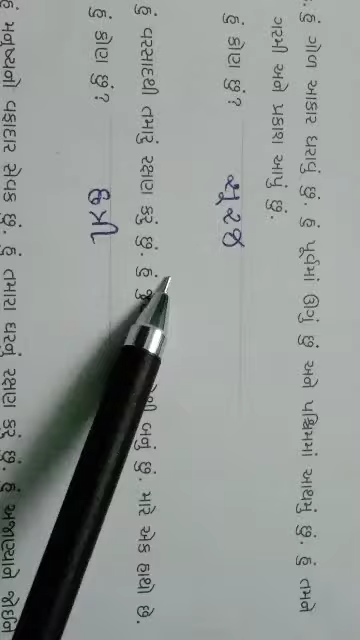 હું ગોળ આકાર ધરાવું છું. હું પૂર્વમાં ઊગું છું અને પશ્ચિમમાં આથમું છું. હું તમને
ગરમી અને પ્રકાશ આપું છું.
હું કોણ છું? સૂરજ
હું વરસાદથી તમારું રક્ષણ કરું છું. હું બનું છું. મારે એક હાથો છે.
હું કોણ છું? છત્રી
હું મનુષ્યનો વફાદાર સેવક છું. હું તમારા ઘરનું રક્ષણ કરું છું. હું અજાણ્યાને જોઈને